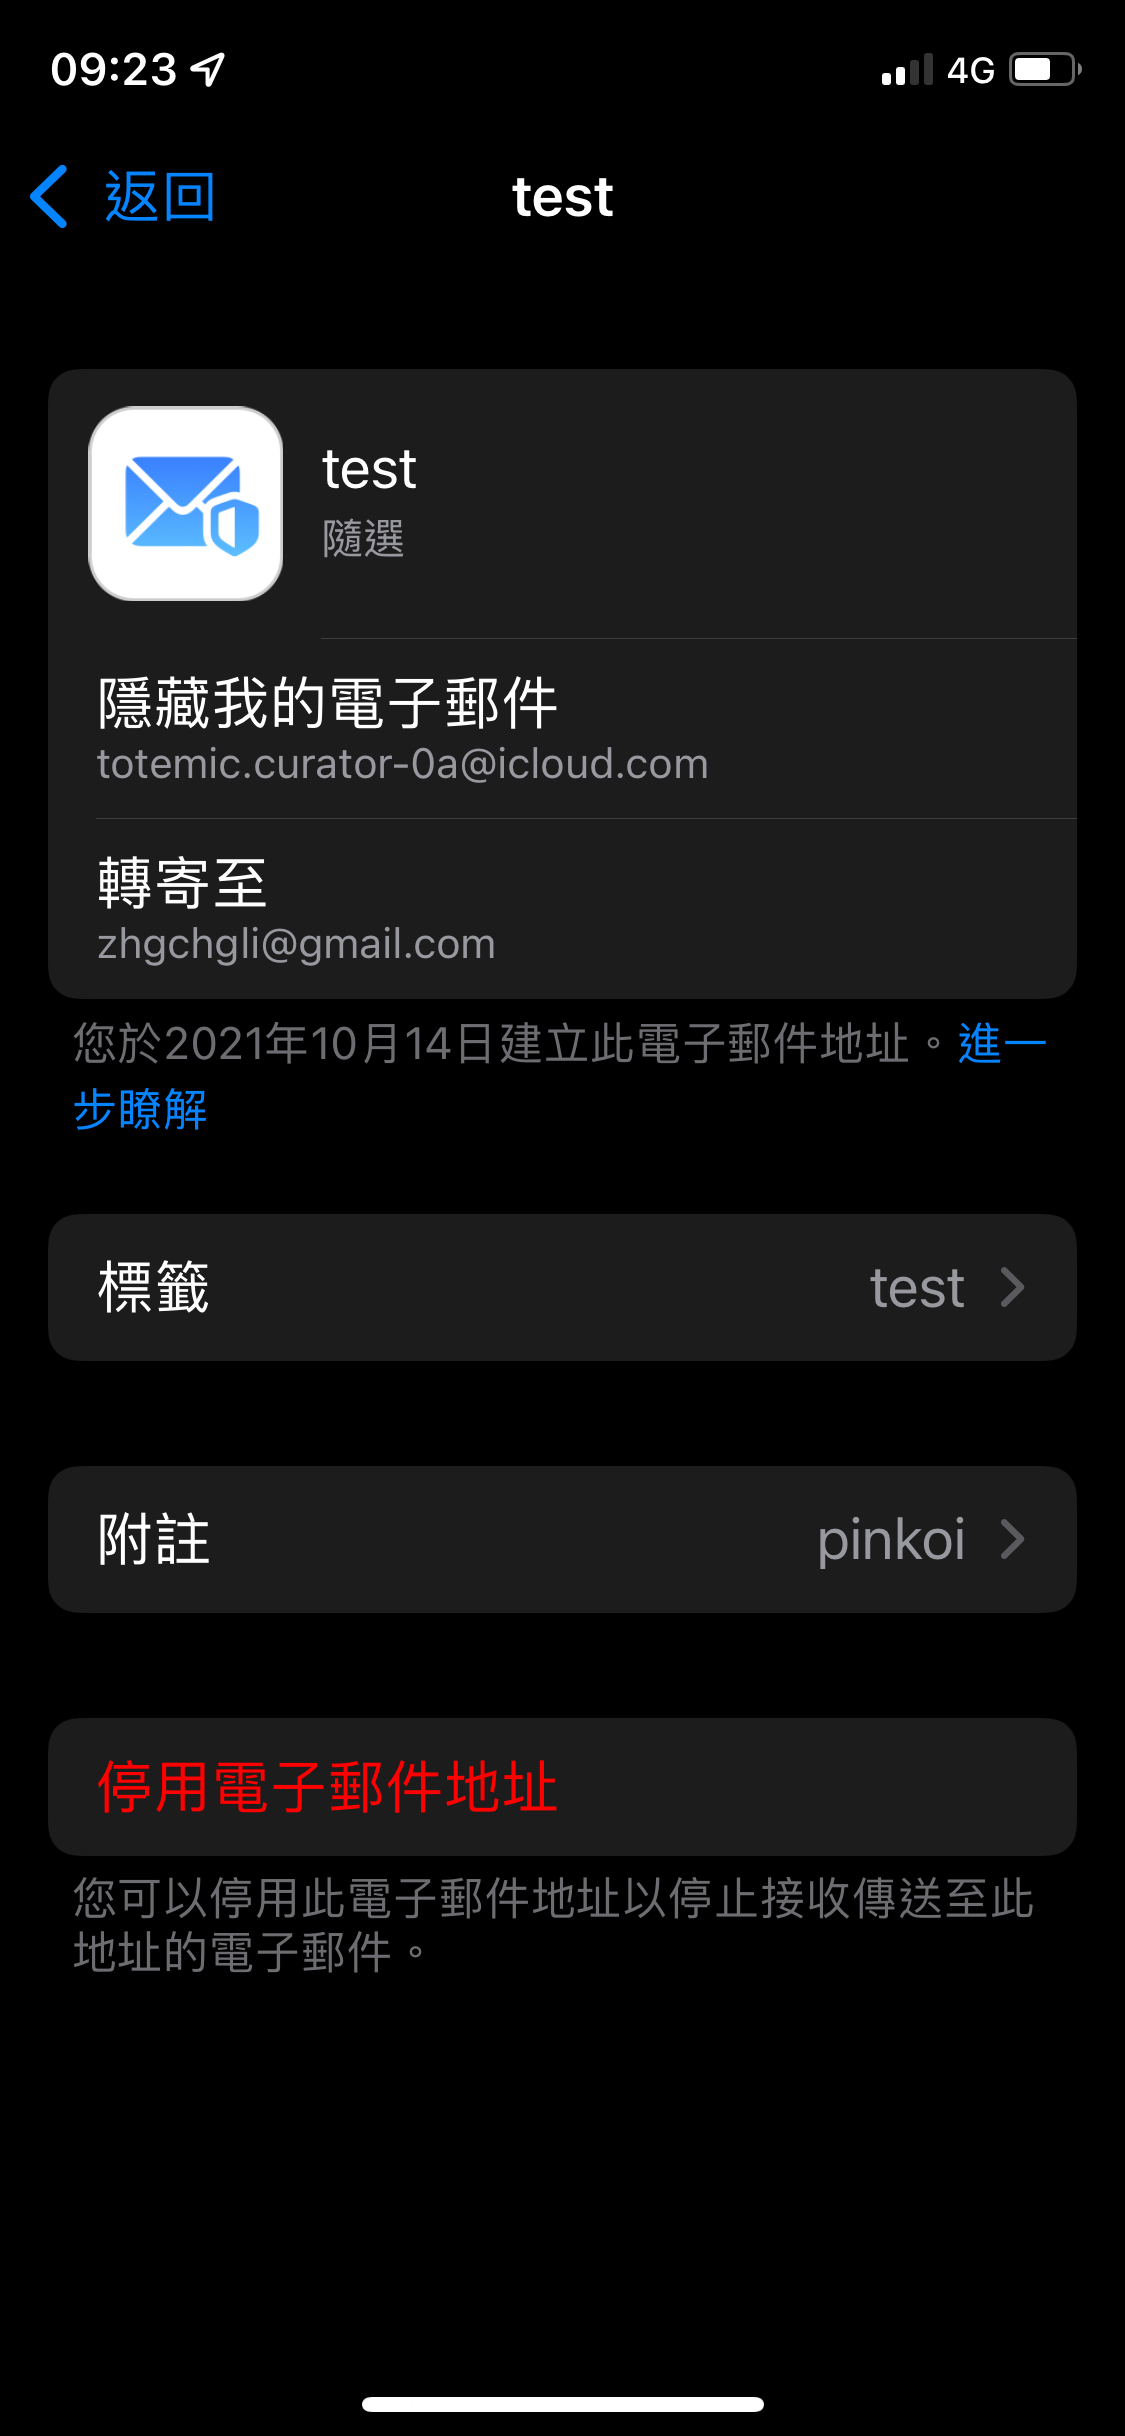 09:23
4G
返回
test
test
隨選
隱藏我的電子郵件
totemic.curator-0a@icloud.com
轉寄至
zhgchgli@gmail.com
您於2021年10月14日建立此電子郵件地址。進一
步瞭解
標籤
test
附註
pinkoi
停用電子郵件地址
您可以停用此電子郵件地址以停止接收傳送至此
地址的電子郵件。